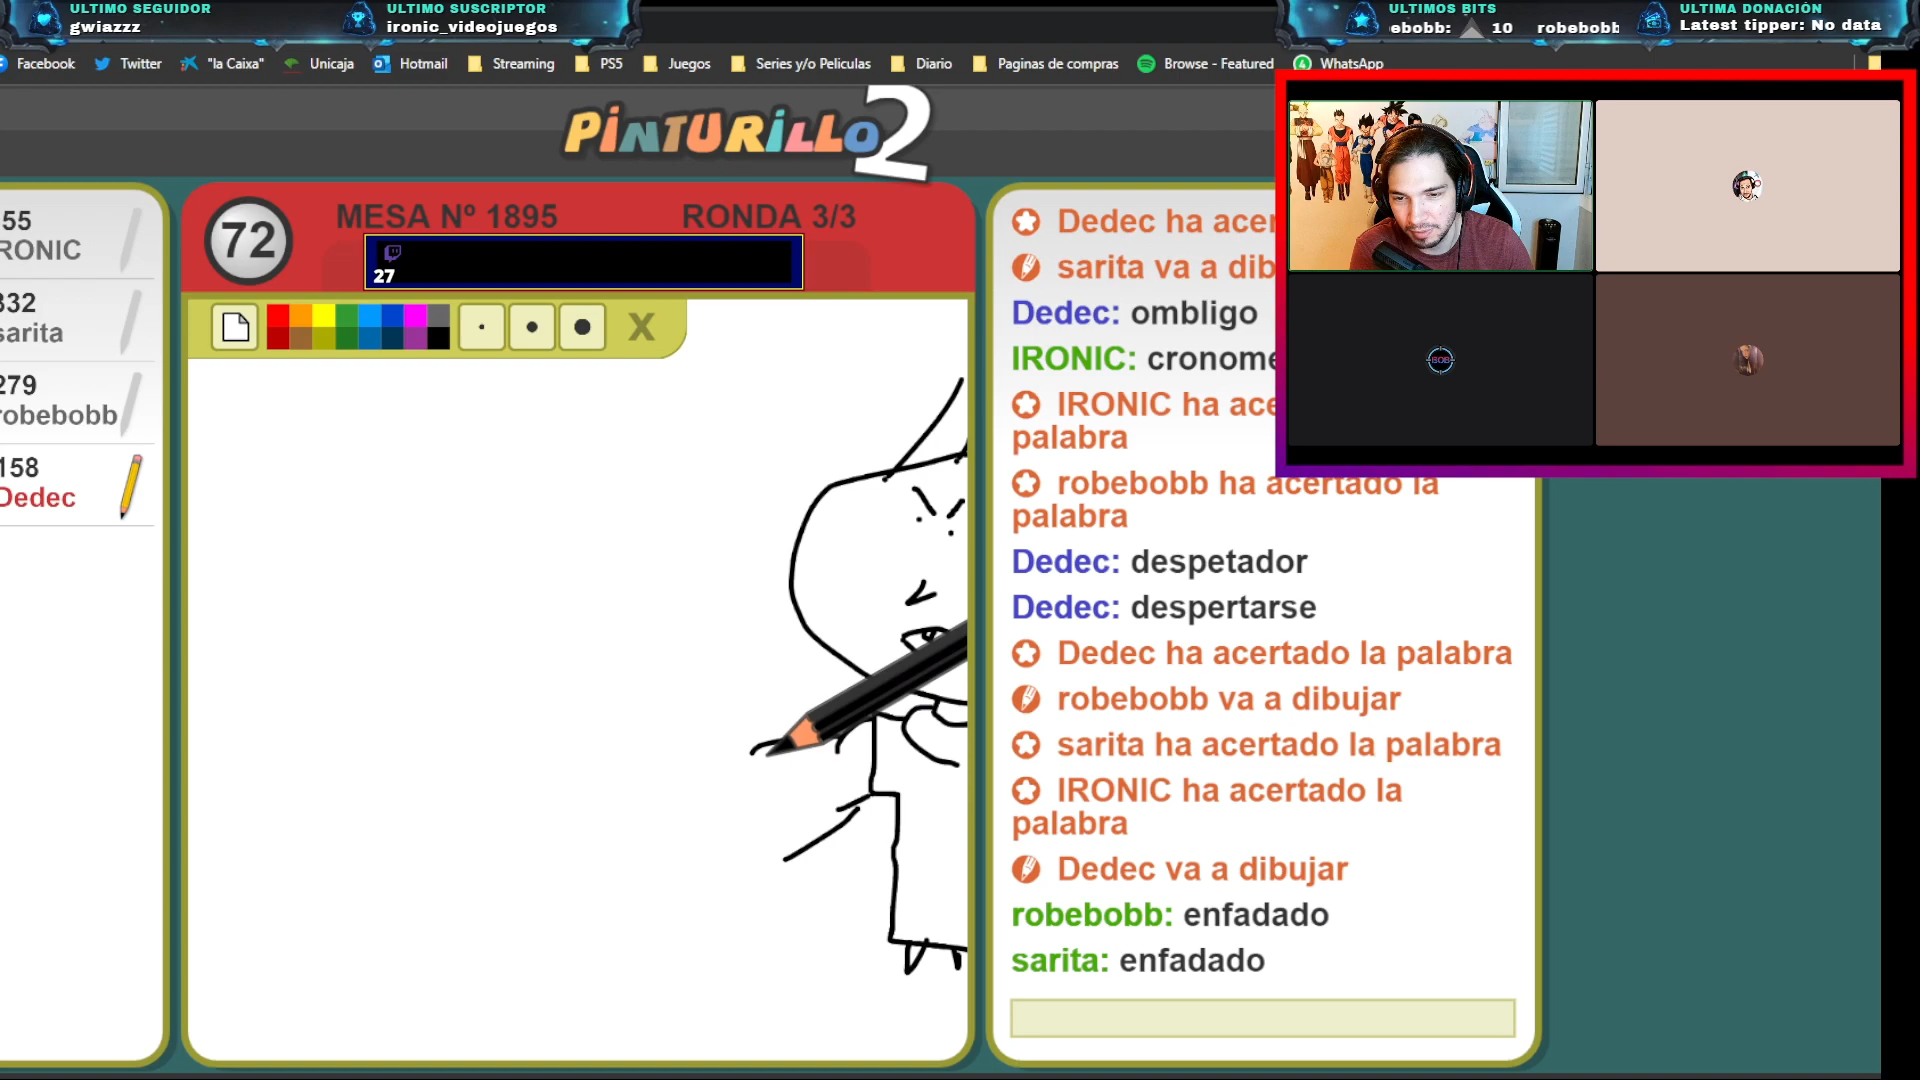 ULTIMO SEGUIDOR
gwiazzz
ULTIMO SUSCRIPTOR
ironic_videojuegos
ULTIMOS BITS
ebobb: 10 robebobb
ULTIMA DONACIÓN
Latest tipper: No data
Facebook Twitter "la Caixa" Unicaja Hotmail Streaming PS5 Juegos Series y/o Peliculas Diario Paginas de compras Browse - Featured WhatsApp
PiNTURiLLo2
55
RONIC
332
sarita
279
robebobb
158
Dedec
72
MESA Nº 1895
RONDA 3/3
27
X
Dedec ha acer
sarita va a dib
Dedec: ombligo
IRONIC: cronome
IRONIC ha ace
palabra
robebobb ha acertado la
palabra
Dedec: despetador
Dedec: despertarse
Dedec ha acertado la palabra
robebobb va a dibujar
sarita ha acertado la palabra
IRONIC ha acertado la
palabra
Dedec va a dibujar
robebobb: enfadado
sarita: enfadado
BOB